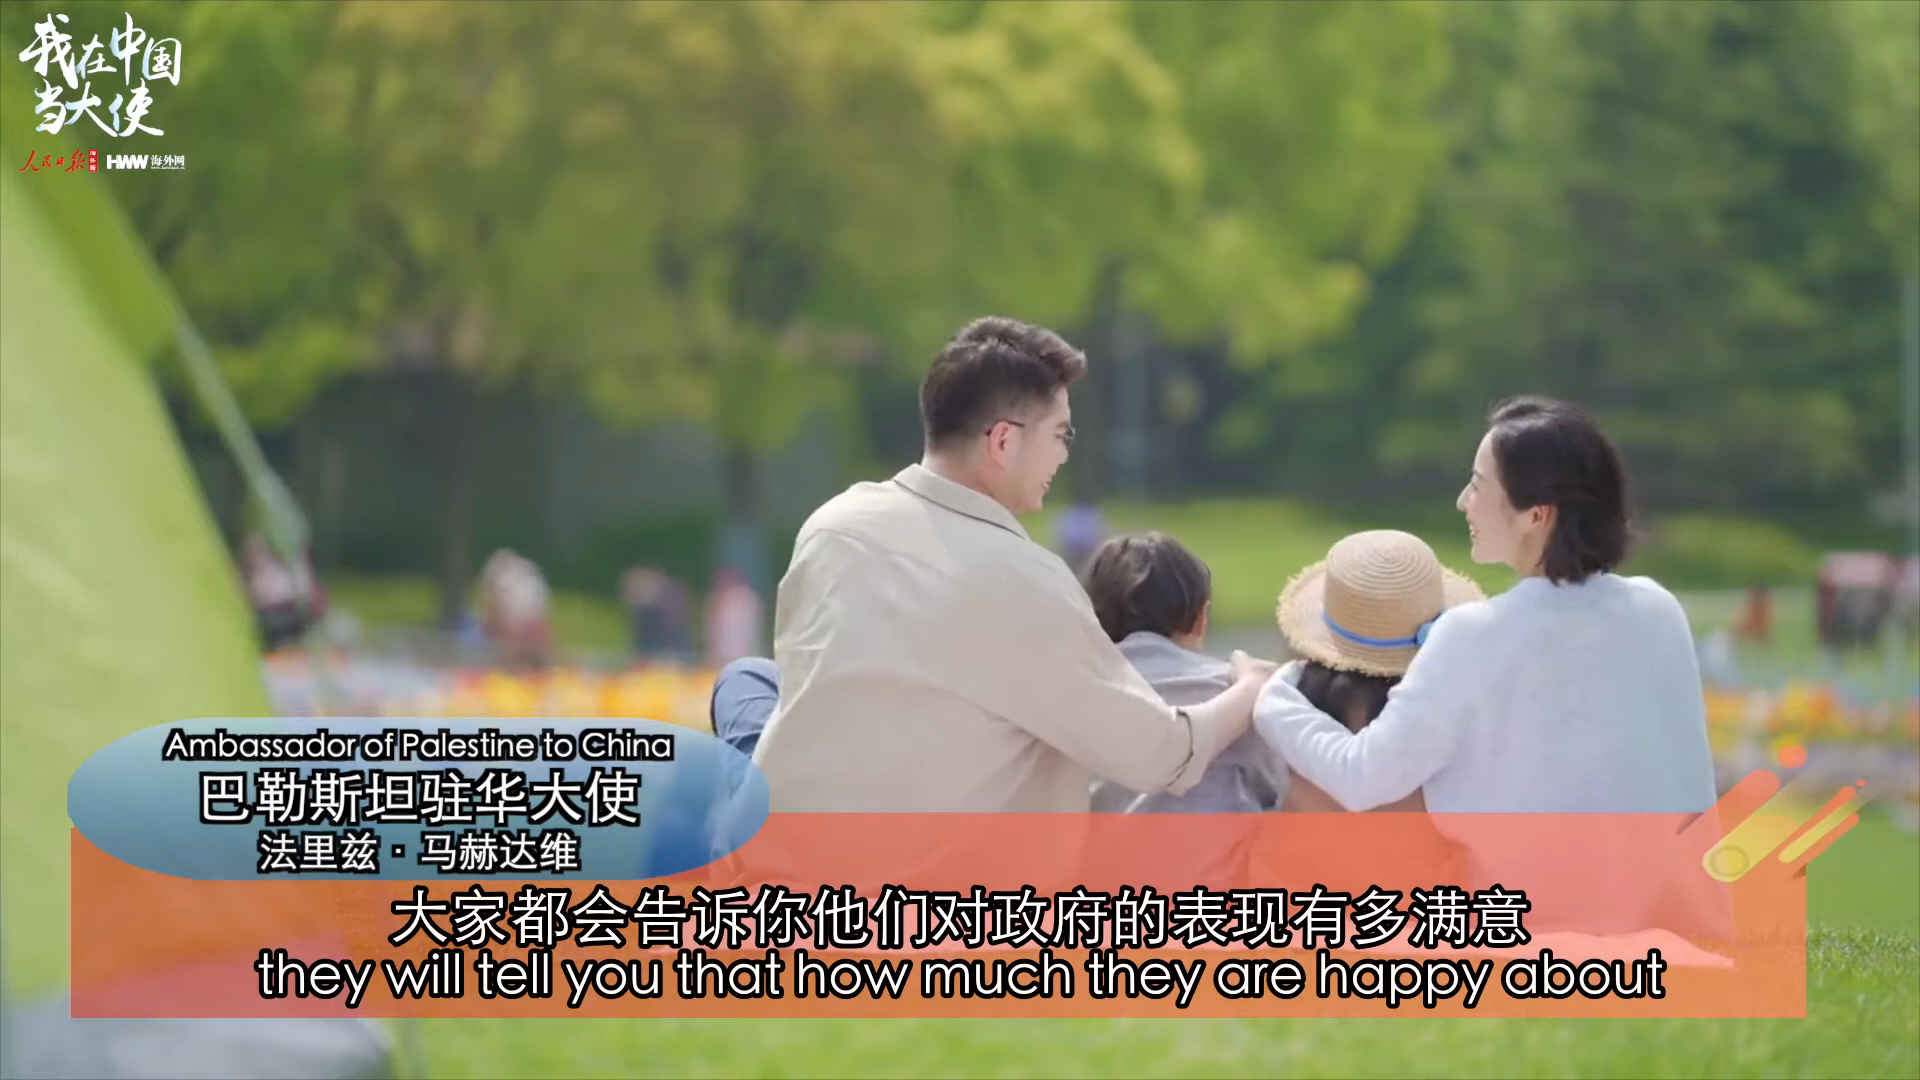 我在中国
当大使
人民日报 海外版 HWW 海外网
Ambassador of Palestine to China
巴勒斯坦驻华大使
法里兹·马赫达维
大家都会告诉你他们对政府的表现有多满意
they will tell you that how much they are happy about